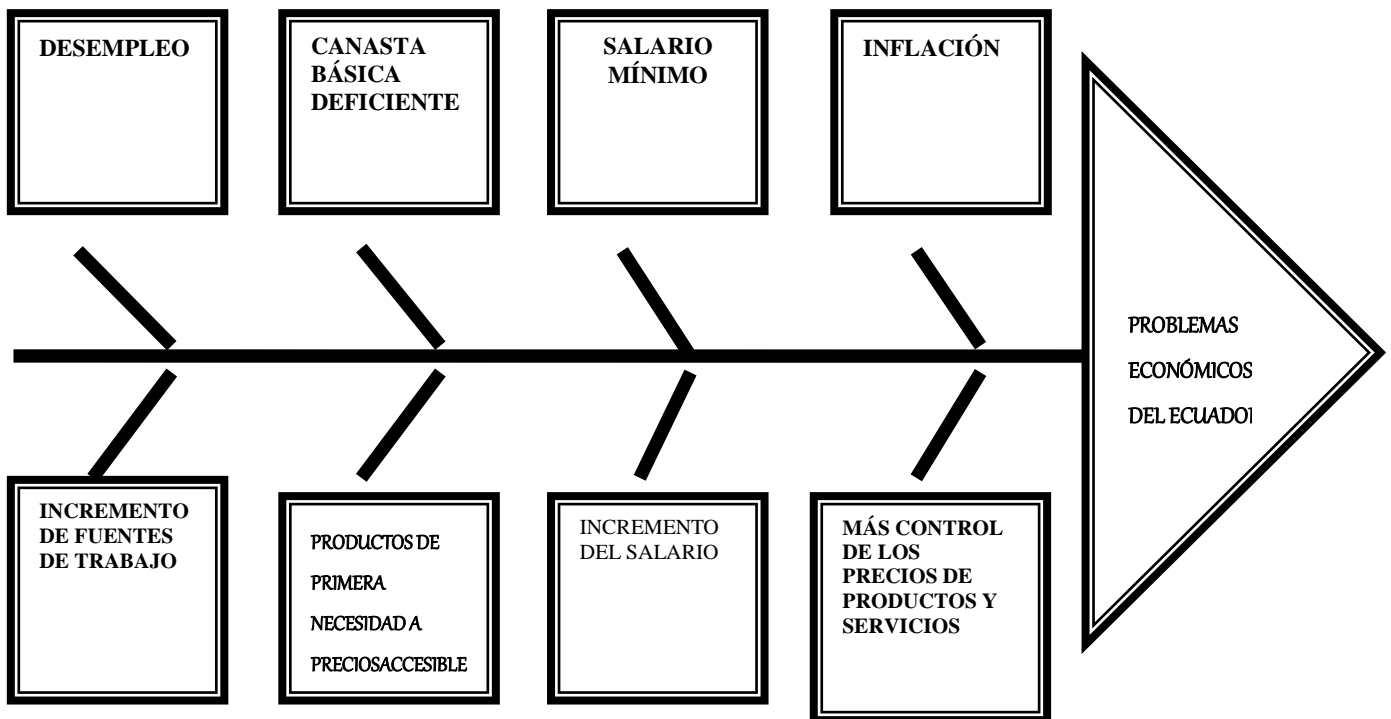 DESEMPLEO
CANASTA
BÁSICA
DEFICIENTE
SALARIO
MÍNIMO
INFLACIÓN
PROBLEMAS
ECONÓMICOS
DEL ECUADOI
INCREMENTO
DE FUENTES
DE TRABAJO
PRODUCTOS DE
PRIMERA
NECESIDAD A
PRECIOSACCESIBLE
INCREMENTO
DEL SALARIO
MÁS CONTROL
DE LOS
PRECIOS DE
PRODUCTOS Y
SERVICIOS